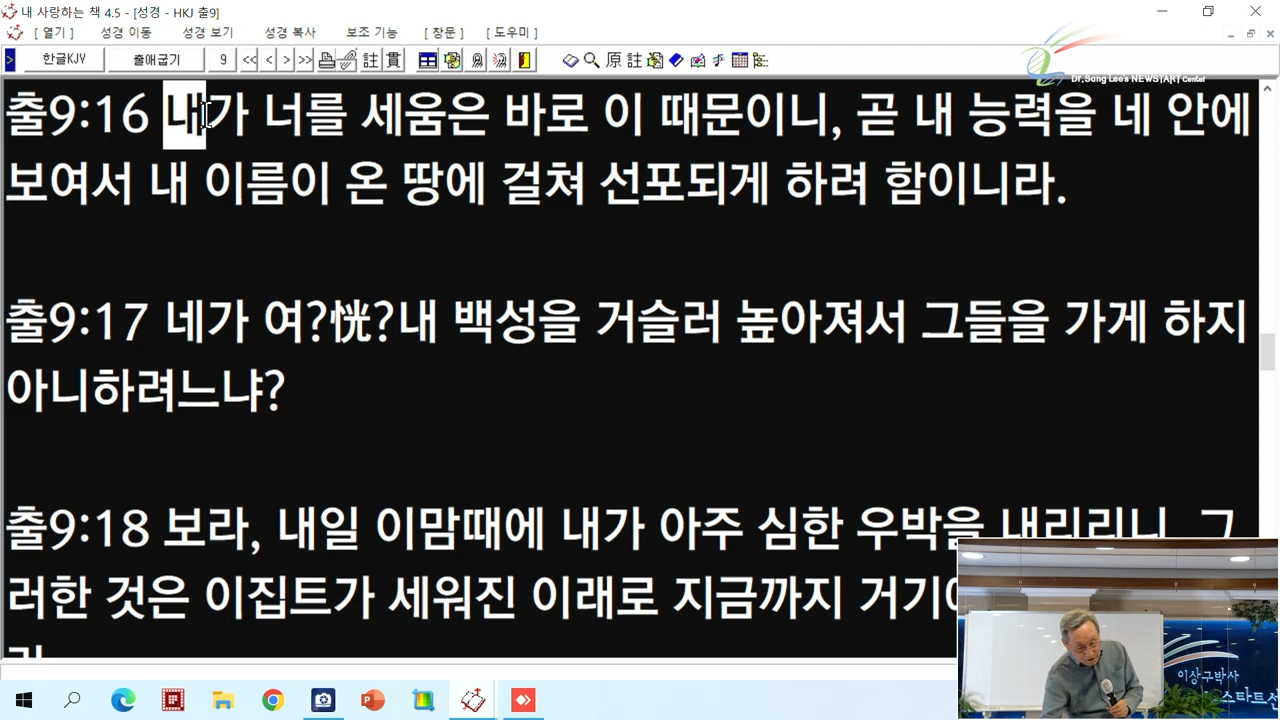 내 사랑하는 책 4.5 - [성경 - HKJ 출9]
[ 열기 ] 성경 이동 성경 보기 성경 복사 보조 기능 [ 창문 ] [ 도우미 ]
한글KJV 출애굽기 9 << < > >> 註 貫 原 註
Dr.Sang Lee's NEWSTART Center
출9:16 내가 너를 세움은 바로 이 때문이니, 곧 내 능력을 네 안에
보여서 내 이름이 온 땅에 걸쳐 선포되게 하려 함이니라.
출9:17 네가 여?恍?내 백성을 거슬러 높아져서 그들을 가게 하지
아니하려느냐?
출9:18 보라, 내일 이맘때에 내가 아주 심한 우박을 내리리니, 그
러한 것은 이집트가 세워진 이래로 지금까지 거기
이상구박사
스타트센